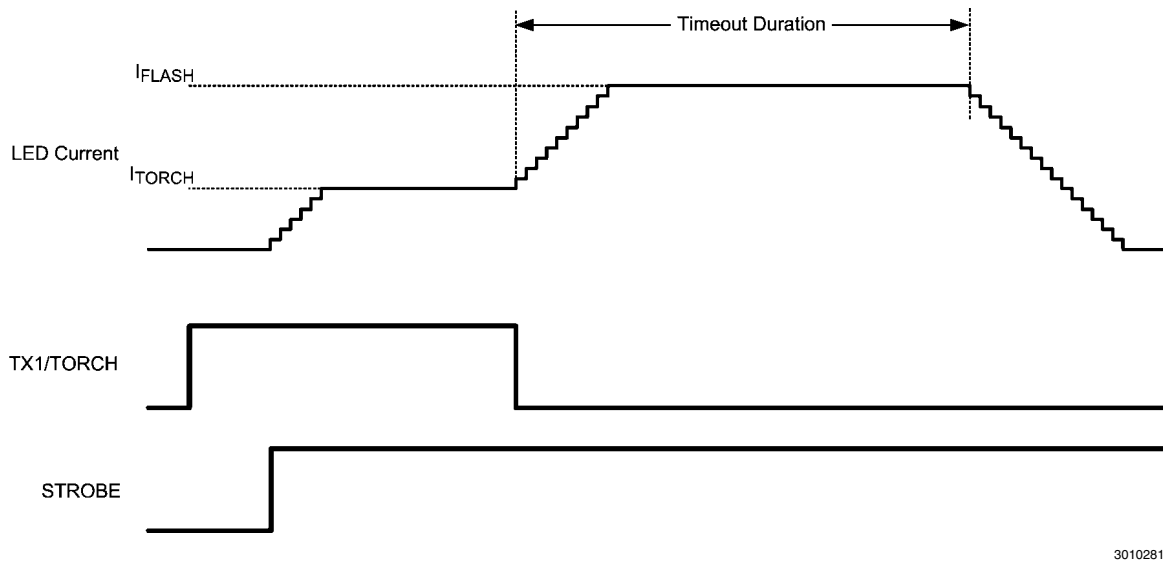 Timeout Duration
IFLASH
LED Current
ITORCH
TX1/TORCH
STROBE
3010281